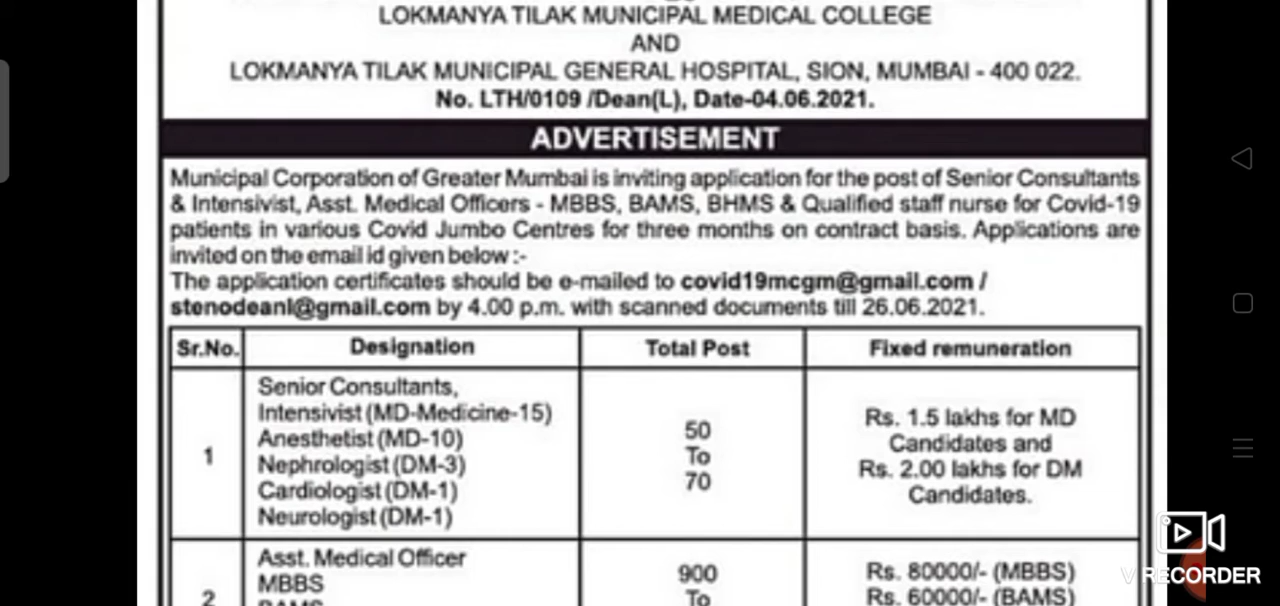 LOKMANYA TILAK MUNICIPAL MEDICAL COLLEGE
AND
LOKMANYA TILAK MUNICIPAL GENERAL HOSPITAL, SION, MUMBAI - 400 022.
No. LTH/0109 /Dean(L), Date-04.06.2021.
ADVERTISEMENT
Municipal Corporation of Greater Mumbai is inviting application for the post of Senior Consultants
& Intensivist, Asst. Medical Officers - MBBS, BAMS, BHMS & Qualified staff nurse for Covid-19
patients in various Covid Jumbo Centres for three months on contract basis. Applications are
invited on the email id given below :-
The application certificates should be e-mailed to covid19mcgm@gmail.com /
stenodeanl@gmail.com by 4.00 p.m. with scanned documents till 26.06.2021.
Sr.No. Designation Total Post Fixed remuneration
1
Senior Consultants,
Intensivist (MD-Medicine-15)
Anesthetist (MD-10)
Nephrologist (DM-3)
Cardiologist (DM-1)
Neurologist (DM-1)
50
To
70
Rs. 1.5 lakhs for MD
Candidates and
Rs. 2.00 lakhs for DM
Candidates.
2
Asst. Medical Officer
MBBS
BAMS
900
To
Rs. 80000/- (MBBS)
Rs. 60000/- (BAMS)
V RECORDER